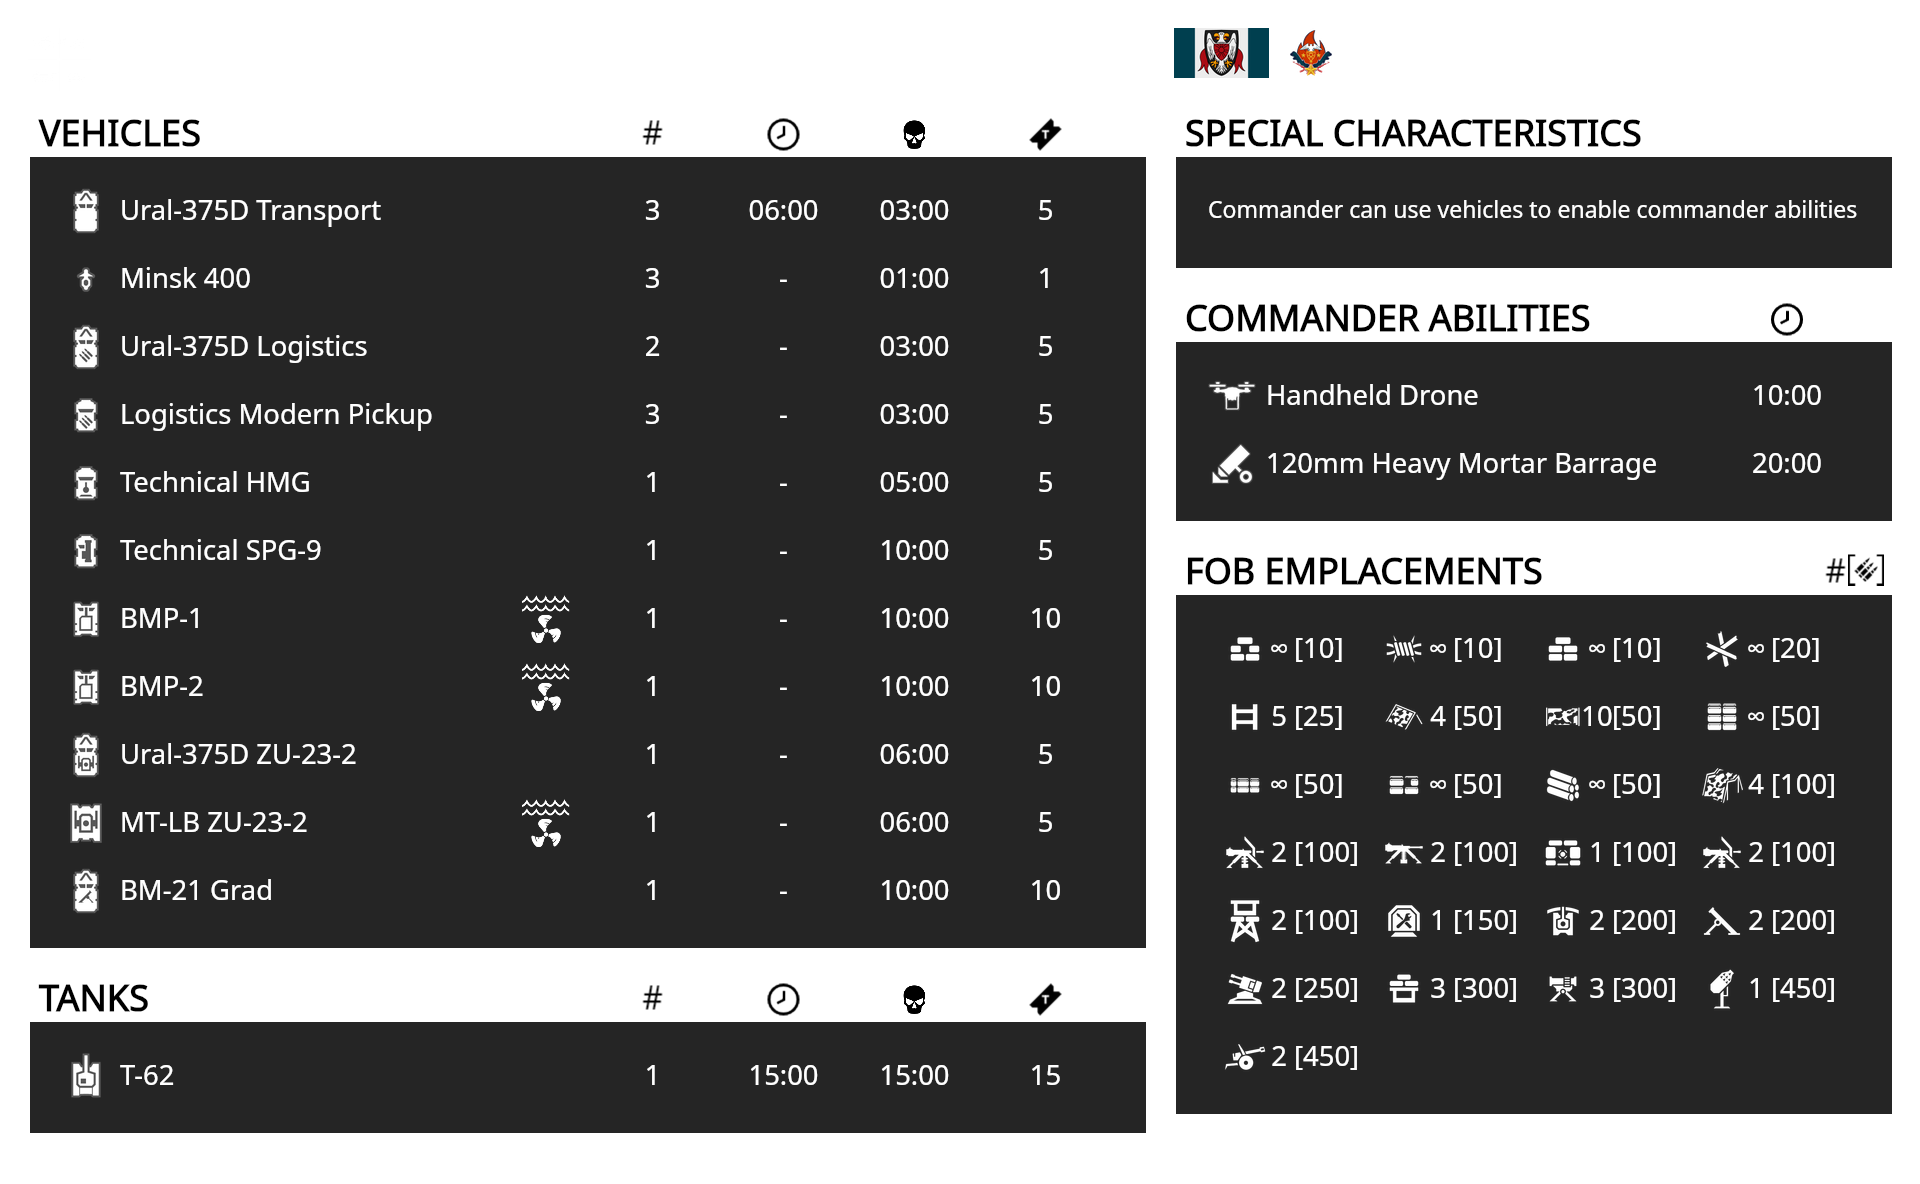 VEHICLES #
Ural-375D Transport 3 06:00 03:00 5
Minsk 400 3 - 01:00 1
Ural-375D Logistics 2 - 03:00 5
Logistics Modern Pickup 3 - 03:00 5
Technical HMG 1 - 05:00 5
Technical SPG-9 1 - 10:00 5
BMP-1 1 - 10:00 10
BMP-2 1 - 10:00 10
Ural-375D ZU-23-2 1 - 06:00 5
MT-LB ZU-23-2 1 - 06:00 5
BM-21 Grad 1 - 10:00 10
TANKS #
T-62 1 15:00 15:00 15
SPECIAL CHARACTERISTICS
Commander can use vehicles to enable commander abilities
COMMANDER ABILITIES
Handheld Drone 10:00
120mm Heavy Mortar Barrage 20:00
FOB EMPLACEMENTS #[ ]
∞ [10] ∞ [10] ∞ [10] ∞ [20]
5 [25] 4 [50] 10[50] ∞ [50]
∞ [50] ∞ [50] ∞ [50] 4 [100]
2 [100] 2 [100] 1 [100] 2 [100]
2 [100] 1 [150] 2 [200] 2 [200]
2 [250] 3 [300] 3 [300] 1 [450]
2 [450]